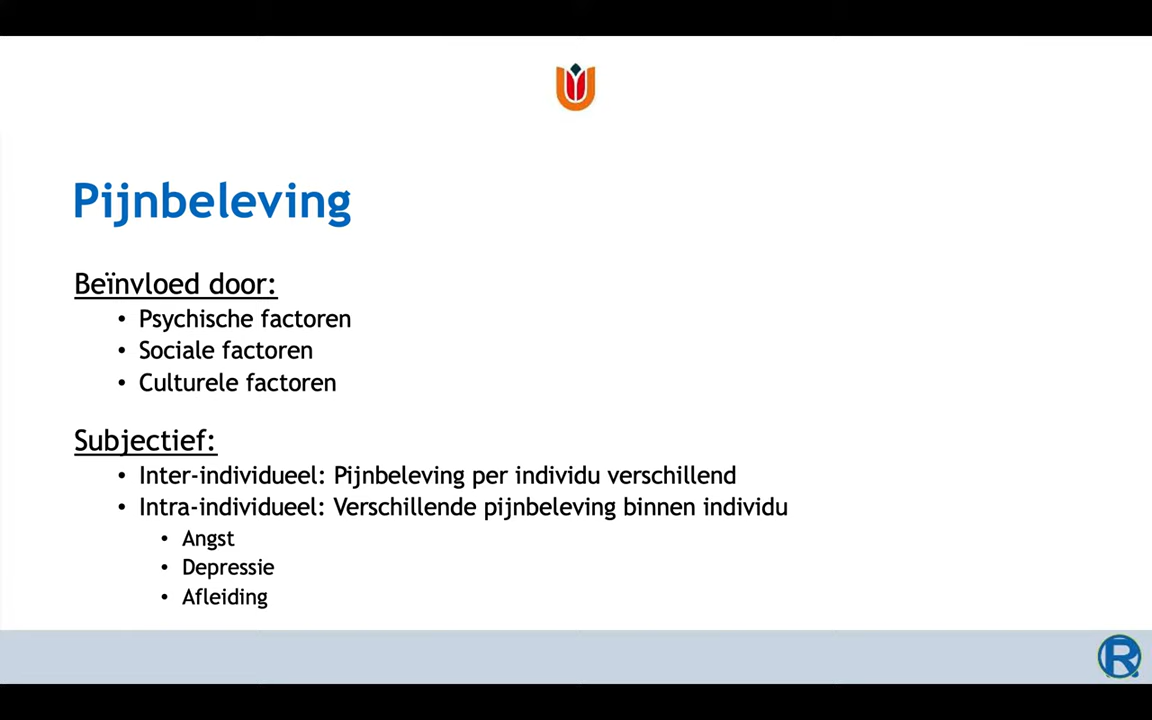 Pijnbeleving
Beïnvloed door:
• Psychische factoren
• Sociale factoren
• Culturele factoren
Subjectief:
• Inter-individueel: Pijnbeleving per individu verschillend
• Intra-individueel: Verschillende pijnbeleving binnen individu
• Angst
• Depressie
• Afleiding
R